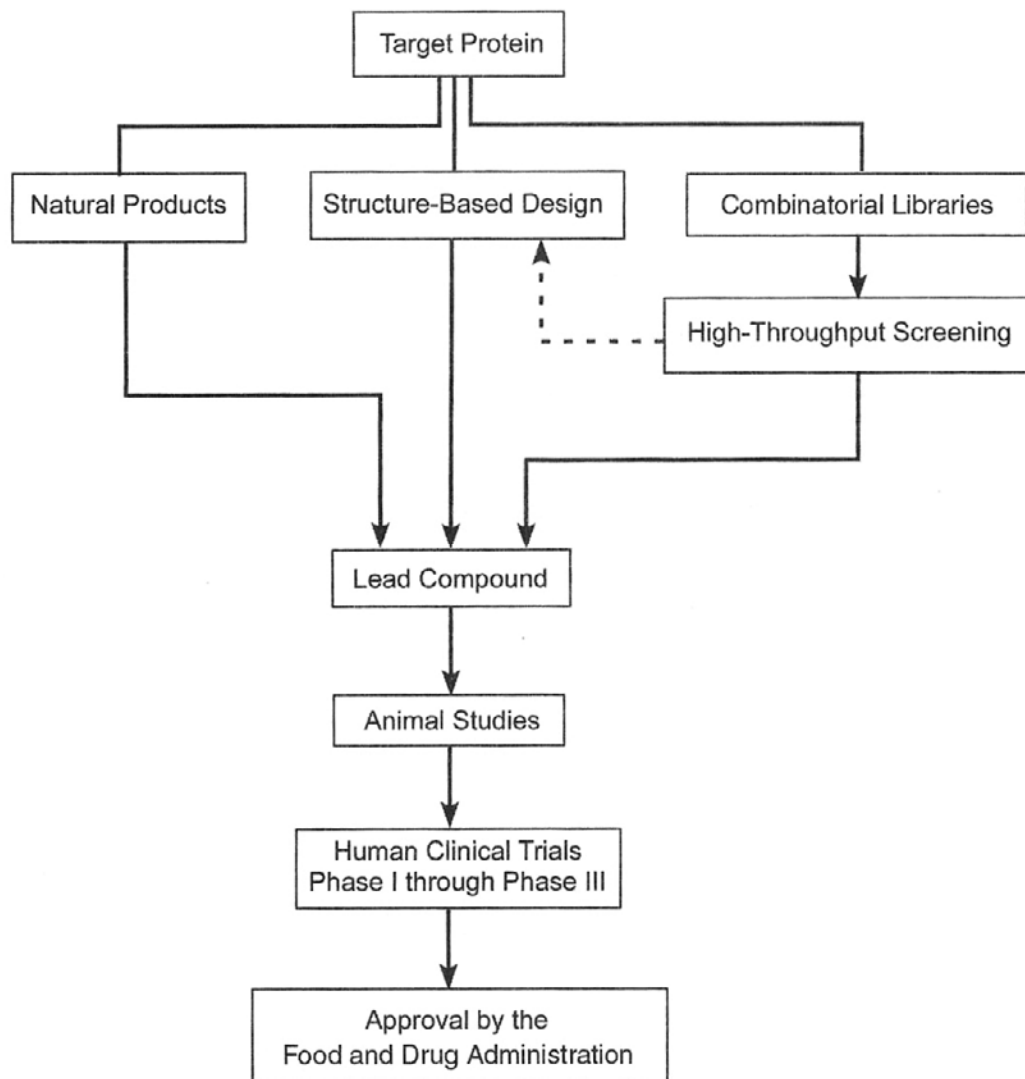 Target Protein
Natural Products
Structure-Based Design
Combinatorial Libraries
High-Throughput Screening
Lead Compound
Animal Studies
Human Clinical Trials
Phase I through Phase III
Approval by the
Food and Drug Administration